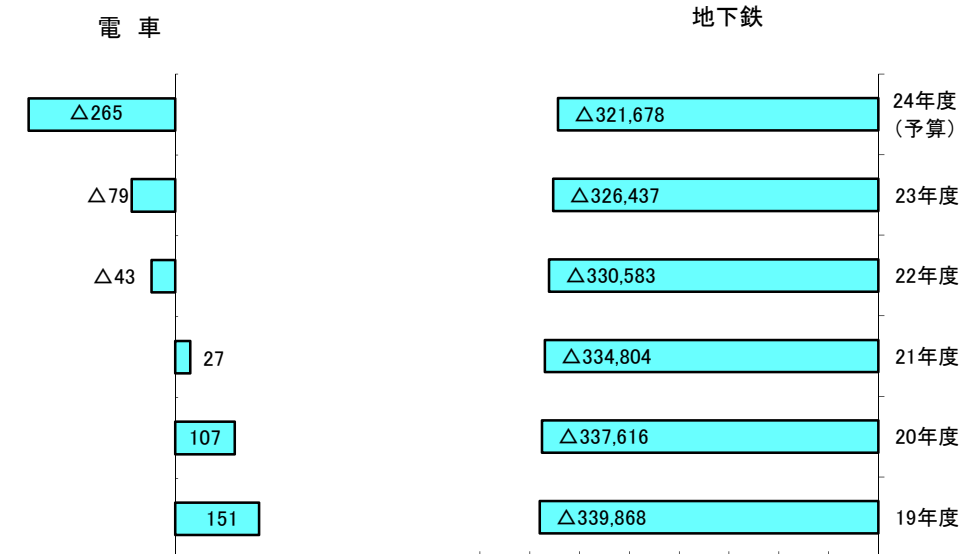 電 車
地下鉄
△265
△321,678
24年度
（予算）
△79
△326,437
23年度
△43
△330,583
22年度
27
△334,804
21年度
107
△337,616
20年度
151
△339,868
19年度